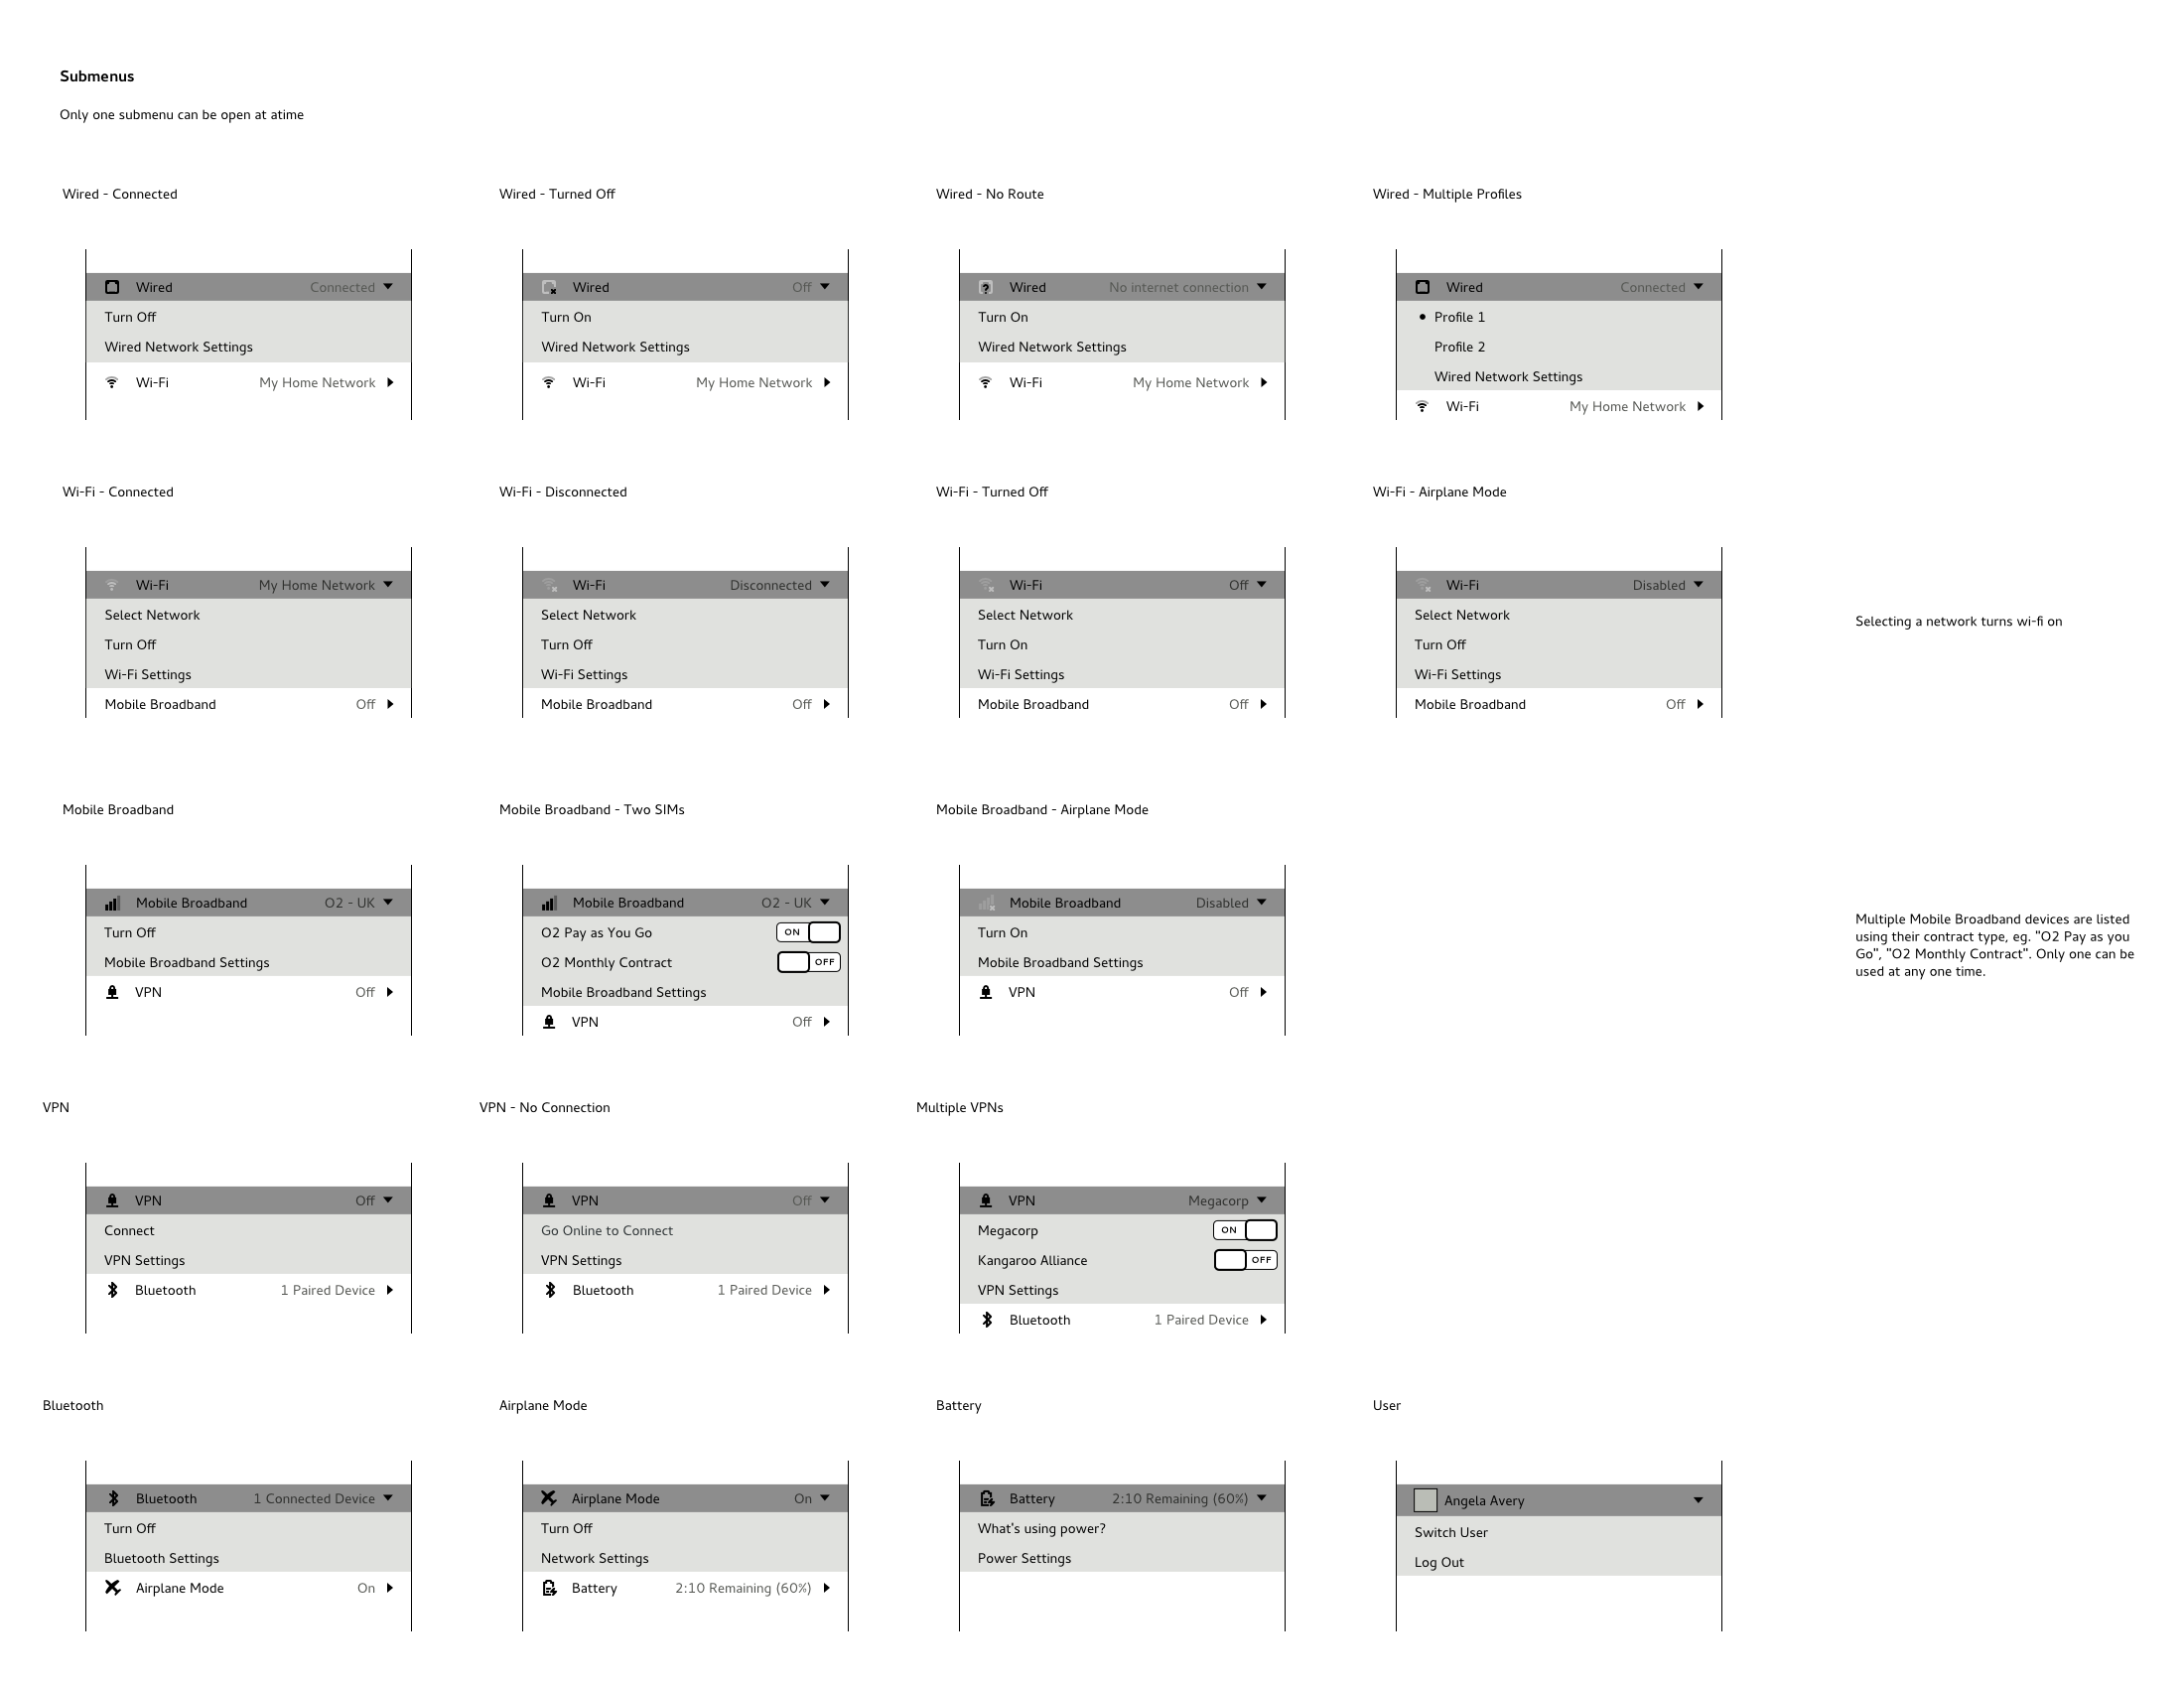 Submenus
Only one submenu can be open at atime
Wired - Connected
Wired Connected
Turn Off
Wired Network Settings
Wi-Fi My Home Network
Wired - Turned Off
Wired Off
Turn On
Wired Network Settings
Wi-Fi My Home Network
Wired - No Route
Wired No internet connection
Turn On
Wired Network Settings
Wi-Fi My Home Network
Wired - Multiple Profiles
Wired Connected
Profile 1
Profile 2
Wired Network Settings
Wi-Fi My Home Network
Wi-Fi - Connected
Wi-Fi My Home Network
Select Network
Turn Off
Wi-Fi Settings
Mobile Broadband Off
Wi-Fi - Disconnected
Wi-Fi Disconnected
Select Network
Turn Off
Wi-Fi Settings
Mobile Broadband Off
Wi-Fi - Turned Off
Wi-Fi Off
Select Network
Turn On
Wi-Fi Settings
Mobile Broadband Off
Wi-Fi - Airplane Mode
Wi-Fi Disabled
Select Network
Turn Off
Wi-Fi Settings
Mobile Broadband Off
Selecting a network turns wi-fi on
Mobile Broadband
Mobile Broadband O2 - UK
Turn Off
Mobile Broadband Settings
VPN Off
Mobile Broadband - Two SIMs
Mobile Broadband O2 - UK
O2 Pay as You Go ON
O2 Monthly Contract OFF
Mobile Broadband Settings
VPN Off
Mobile Broadband - Airplane Mode
Mobile Broadband Disabled
Turn On
Mobile Broadband Settings
VPN Off
Multiple Mobile Broadband devices are listed
using their contract type, eg. "O2 Pay as you
Go", "O2 Monthly Contract". Only one can be
used at any one time.
VPN
VPN Off
Connect
VPN Settings
Bluetooth 1 Paired Device
VPN - No Connection
VPN Off
Go Online to Connect
VPN Settings
Bluetooth 1 Paired Device
Multiple VPNs
VPN Megacorp
Megacorp ON
Kangaroo Alliance OFF
VPN Settings
Bluetooth 1 Paired Device
Bluetooth
Bluetooth 1 Connected Device
Turn Off
Bluetooth Settings
Airplane Mode On
Airplane Mode
Airplane Mode On
Turn Off
Network Settings
Battery 2:10 Remaining (60%)
Battery
Battery 2:10 Remaining (60%)
What's using power?
Power Settings
User
Angela Avery
Switch User
Log Out